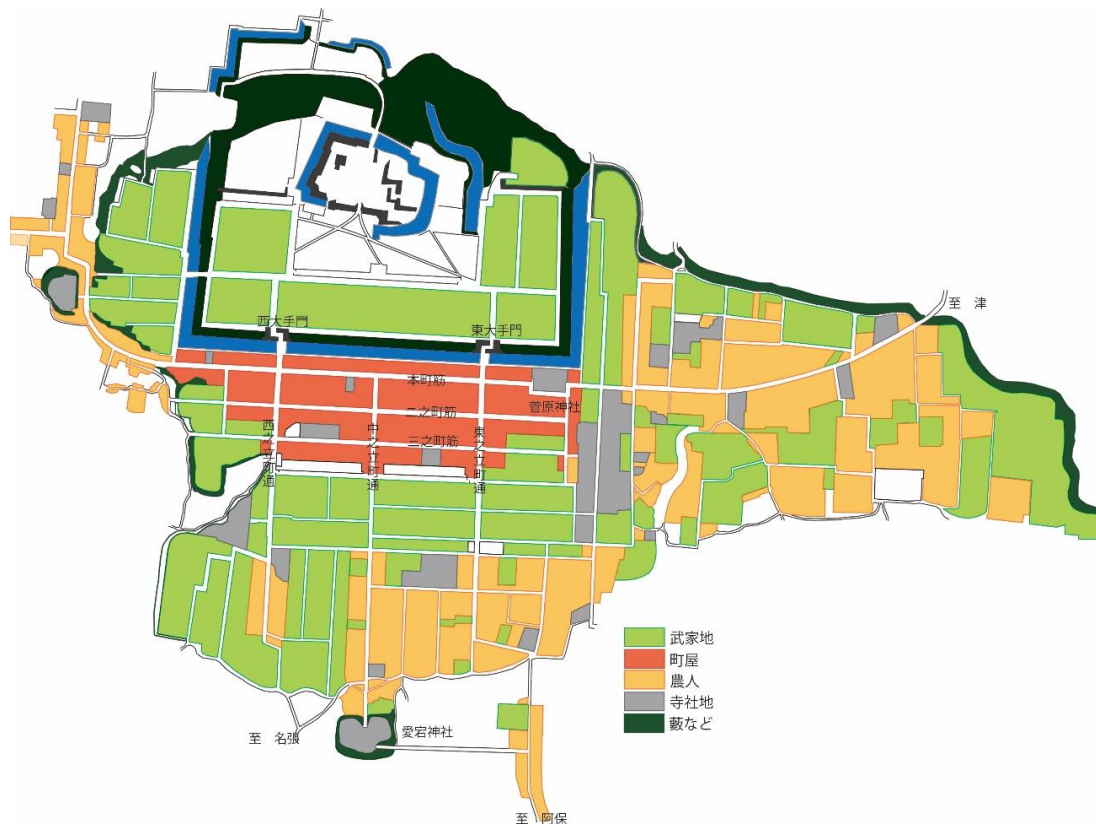 至　津
西大手門
東大手門
本町筋
菅原神社
二之町筋
三之町筋
西之立町通
中之立町通
東之立町通
武家地
町屋
農人
寺社地
藪など
愛宕神社
至　名張
至　阿保